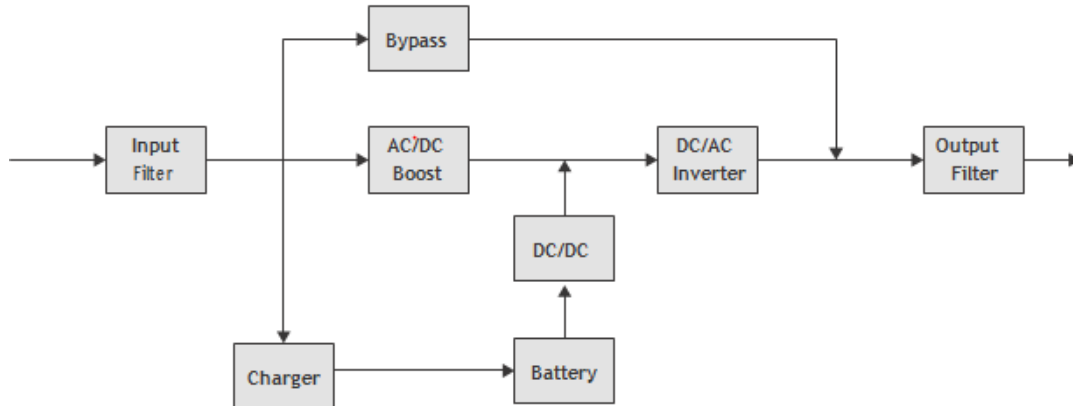 Bypass
Input
Filter
AC/DC
Boost
DC/AC
Inverter
Output
Filter
DC/DC
Charger
Battery